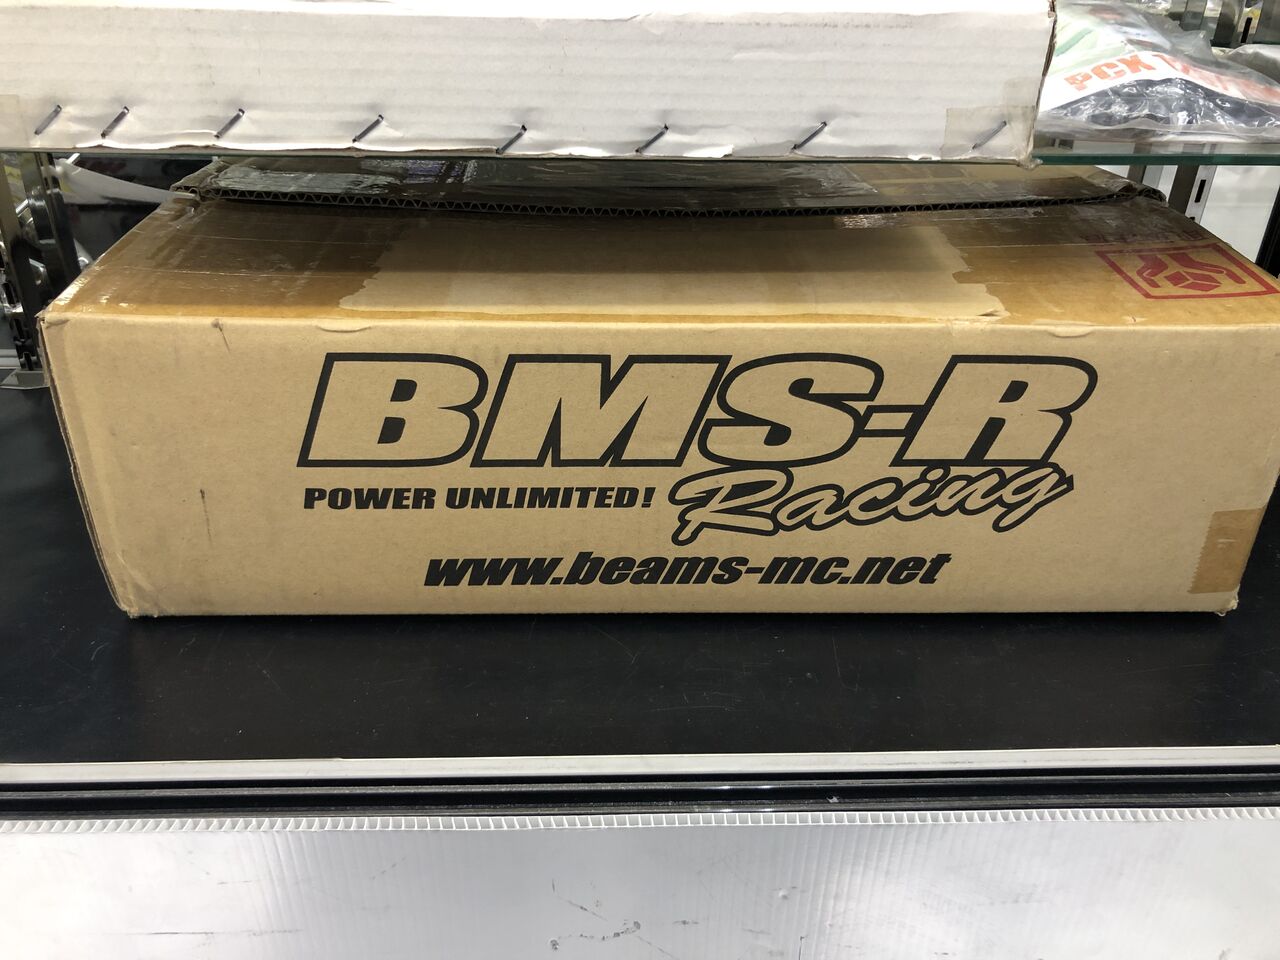 PCX
BMS-R
POWER UNLIMITED! Racing
www.beams-mc.net